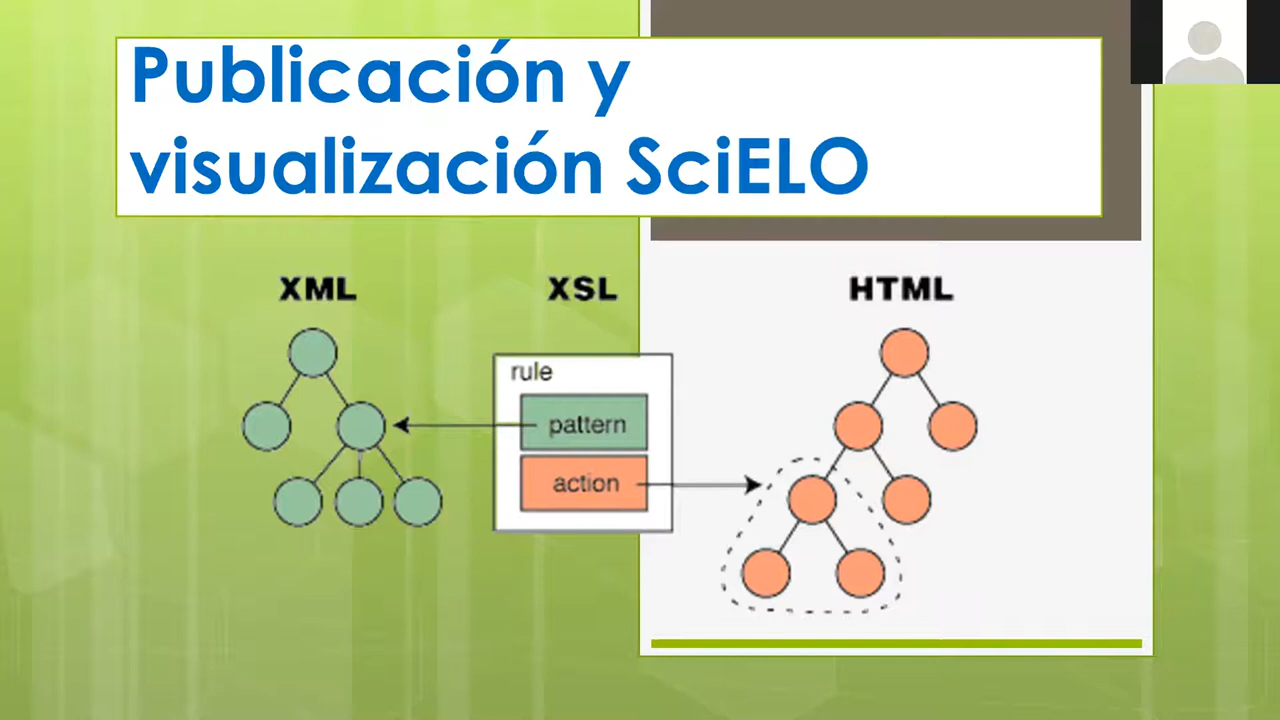 Publicación y
visualización SciELO
XML
XSL
HTML
rule
pattern
action